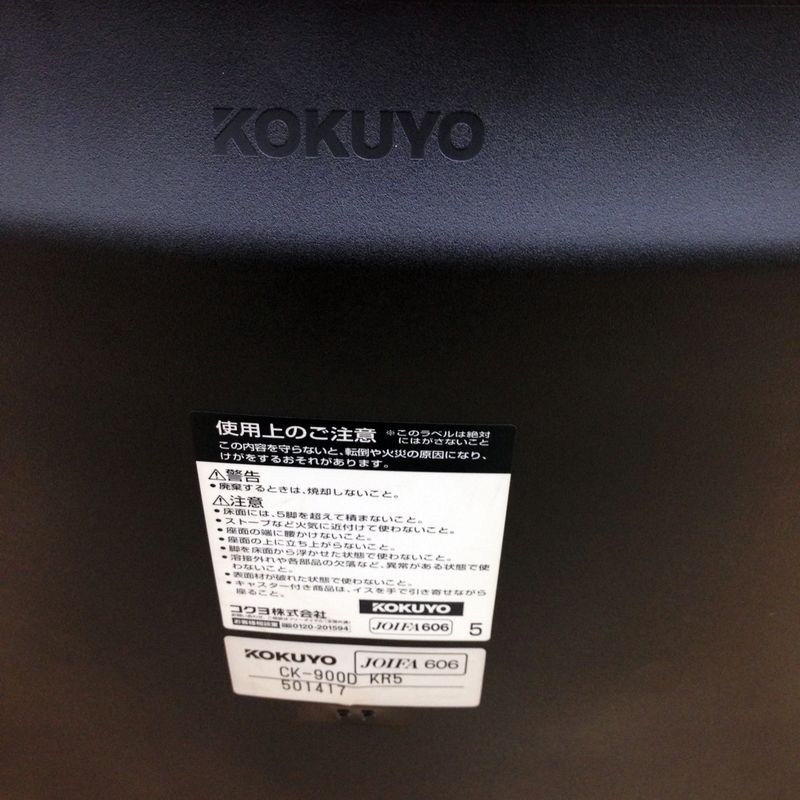 KOKUYO
使用上のご注意 ※このラベルは絶対にはがさないこと
この内容を守らないと、転倒や火災の原因になり、
けがをするおそれがあります。
⚠警告
•廃棄するときは、焼却しないこと。
⚠注意
•床面には、5脚を超えて積まないこと。
•ストーブなど火気に近付けて使わないこと。
•座面の端に腰かけないこと。
•座面の上に立ち上がらないこと。
•脚を床面から浮かせた状態で使わないこと。
•溶接外れや各部品の欠落など、異常がある状態で使
わないこと。
•表面材が破れた状態で使わないこと。
•キャスター付き商品は、イスを手で引き寄せながら
座ること。
コクヨ株式会社 KOKUYO
お客様相談室 0120-201594 JOIFA 606 5
KOKUYO JOIFA 606
CK-900D KR5
501417